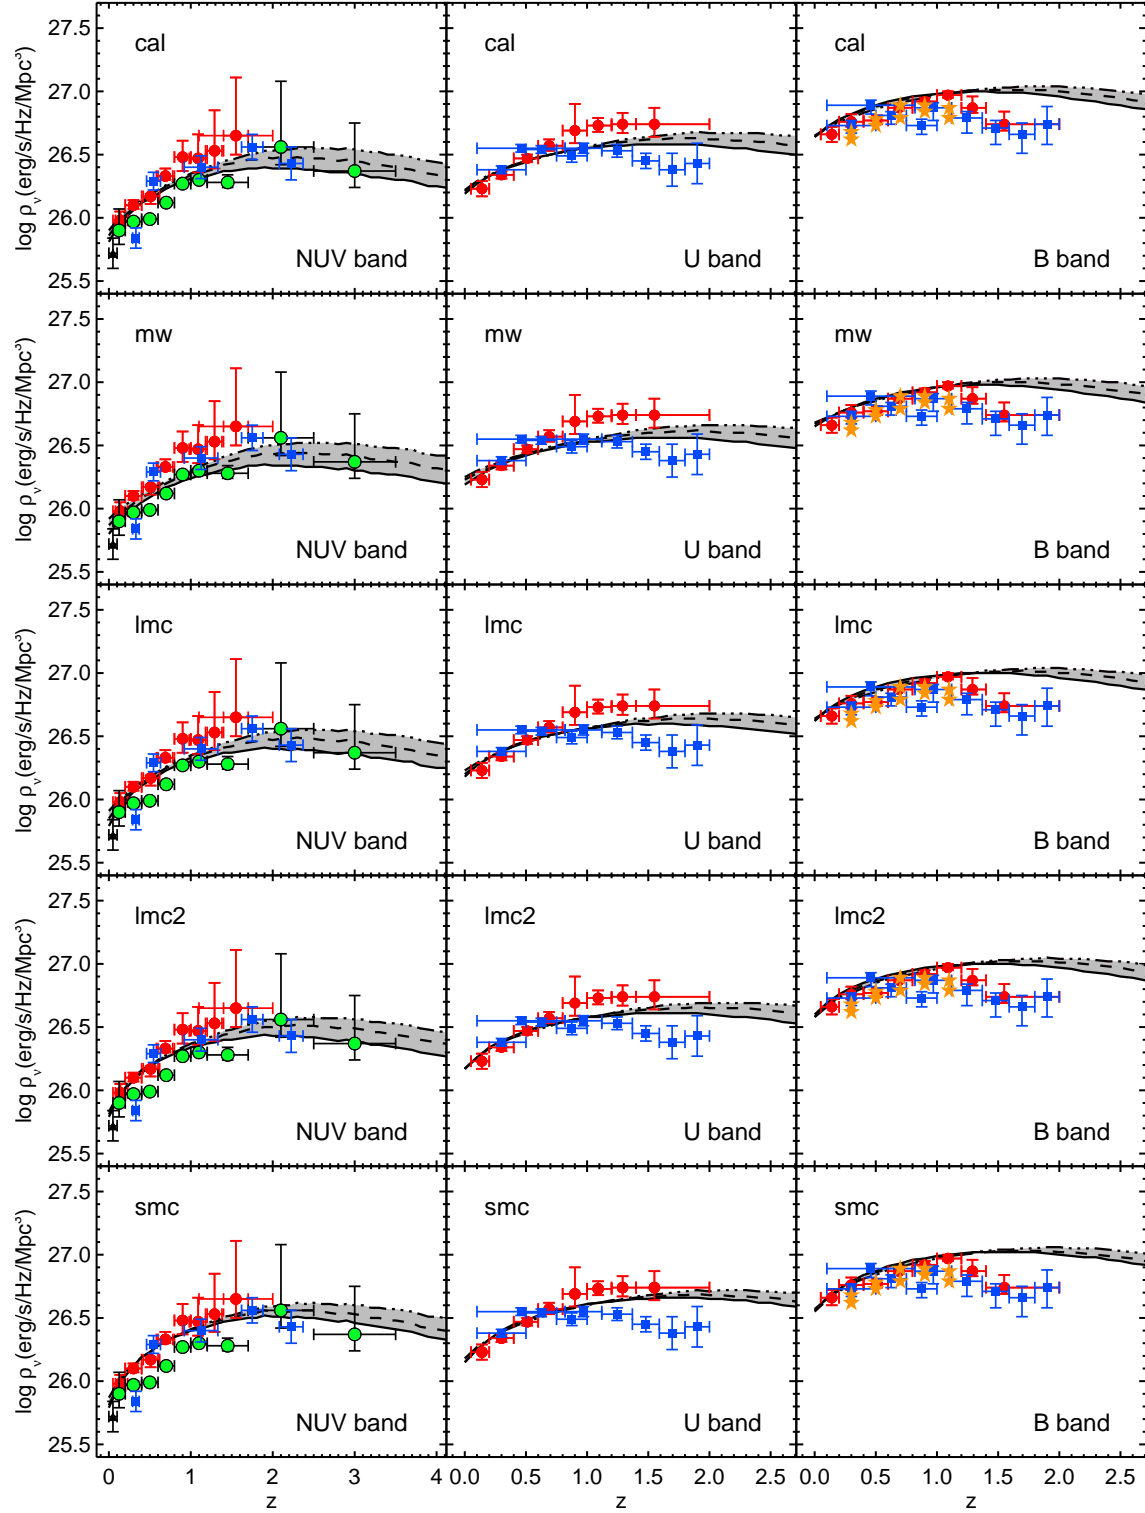 27.5
27.0
26.5
26.0
25.5
log ρν(erg/s/Hz/Mpc³)
cal
NUV band
cal
U band
cal
B band
27.5
27.0
26.5
26.0
25.5
log ρν(erg/s/Hz/Mpc³)
mw
NUV band
mw
U band
mw
B band
27.5
27.0
26.5
26.0
25.5
log ρν(erg/s/Hz/Mpc³)
lmc
NUV band
lmc
U band
lmc
B band
27.5
27.0
26.5
26.0
25.5
log ρν(erg/s/Hz/Mpc³)
lmc2
NUV band
lmc2
U band
lmc2
B band
27.5
27.0
26.5
26.0
25.5
log ρν(erg/s/Hz/Mpc³)
smc
NUV band
smc
U band
smc
B band
0 1 2 3 4
0.0 0.5 1.0 1.5 2.0 2.5
0.0 0.5 1.0 1.5 2.0 2.5
z
z
z